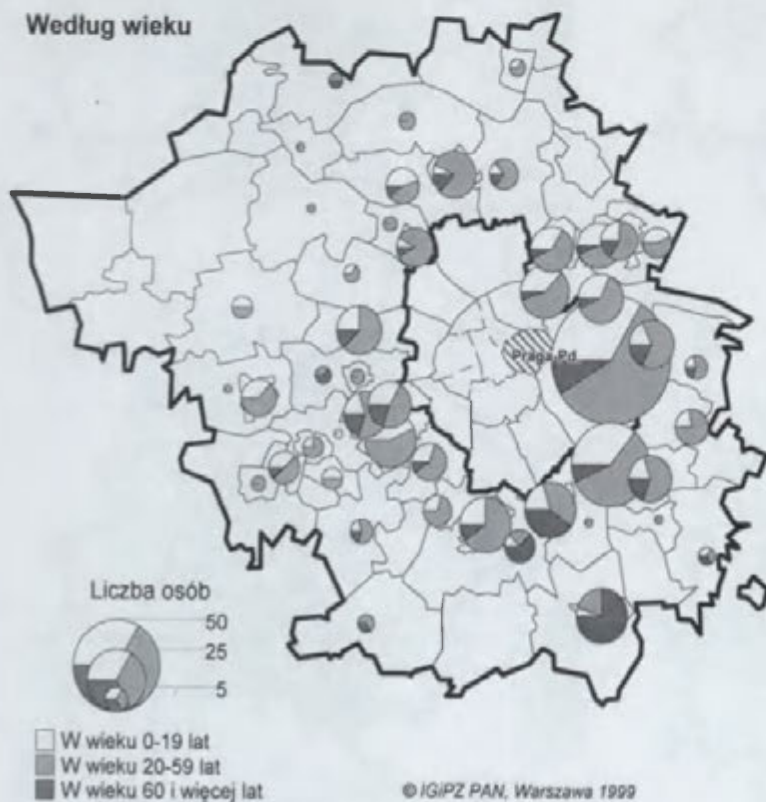 Według wieku
Praga-Pd
Liczba osób
50
25
5
W wieku 0-19 lat
W wieku 20-59 lat
W wieku 60 i więcej lat
© IGiPZ PAN, Warszawa 1999